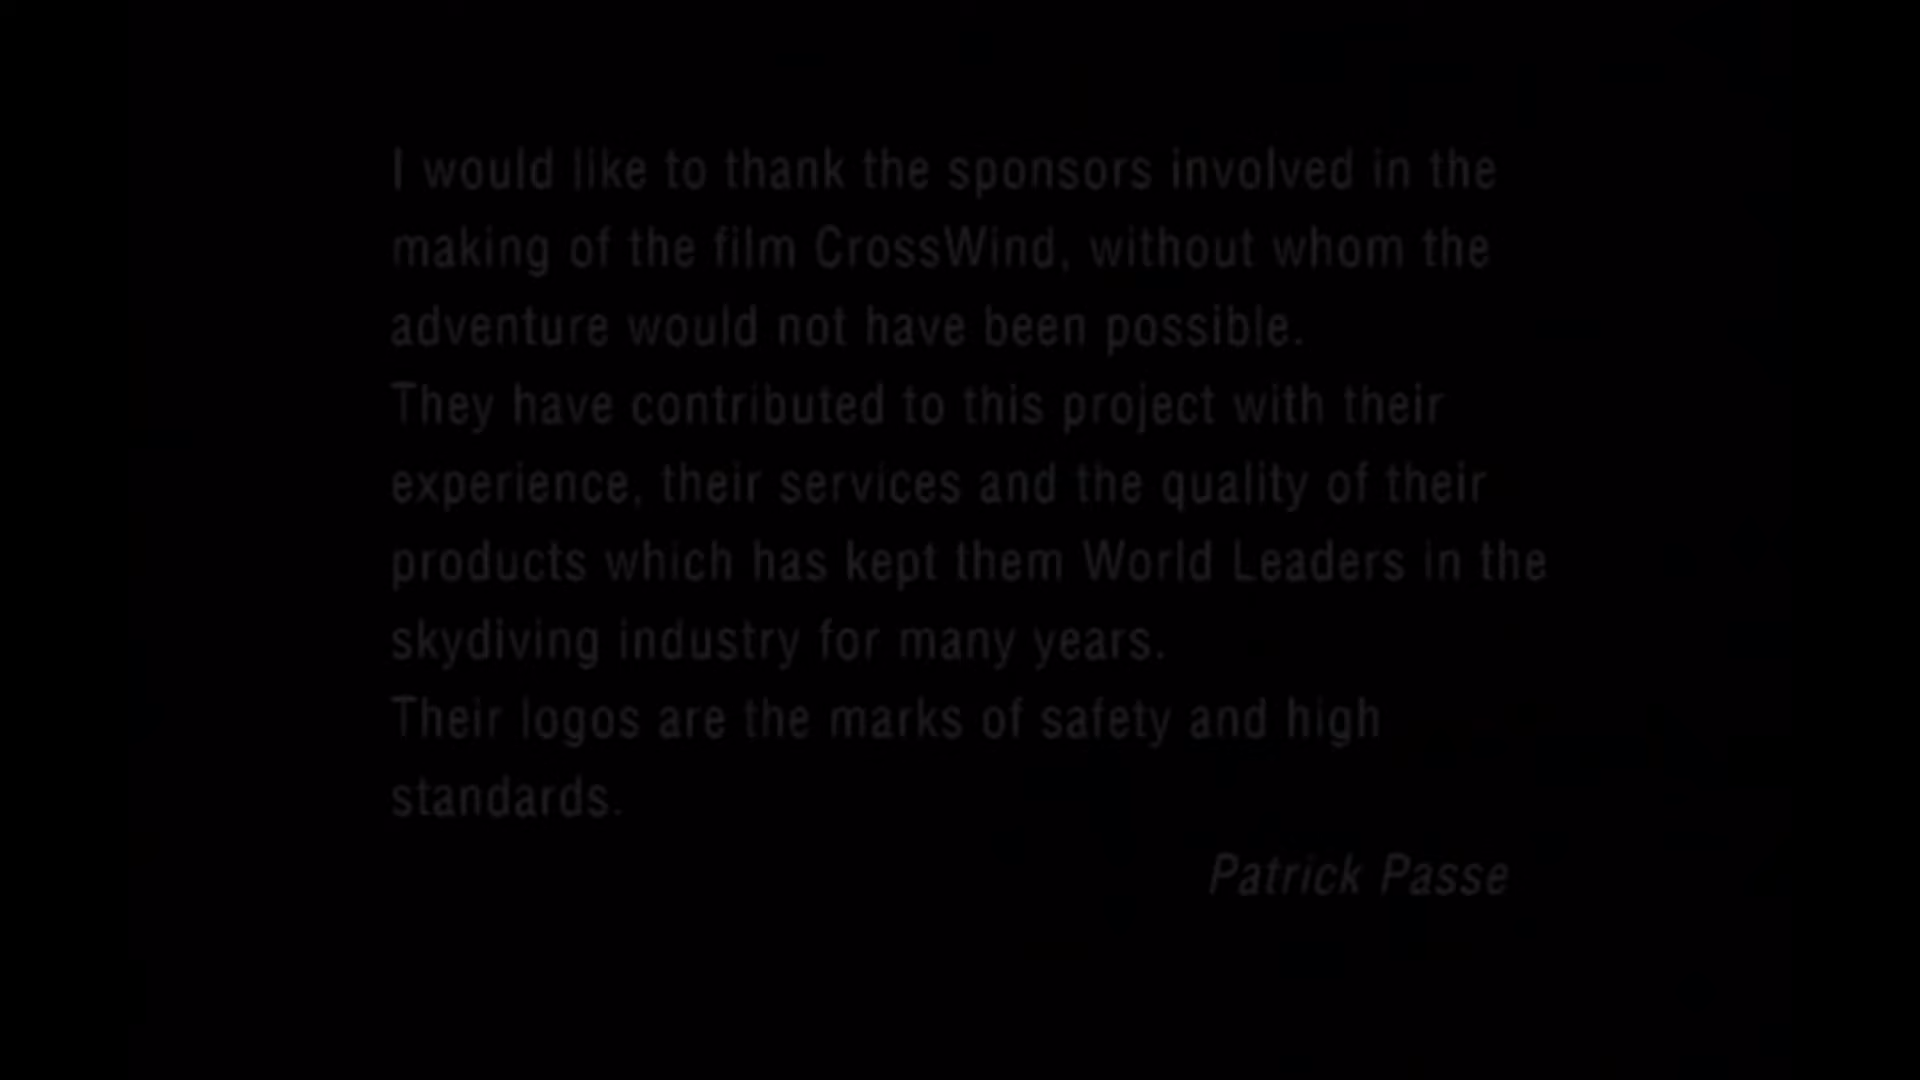 I would like to thank the sponsors involved in the
making of the film CrossWind, without whom the
adventure would not have been possible.
They have contributed to this project with their
experience, their services and the quality of their
products which has kept them World Leaders in the
skydiving industry for many years.
Their logos are the marks of safety and high
standards.
Patrick Passe